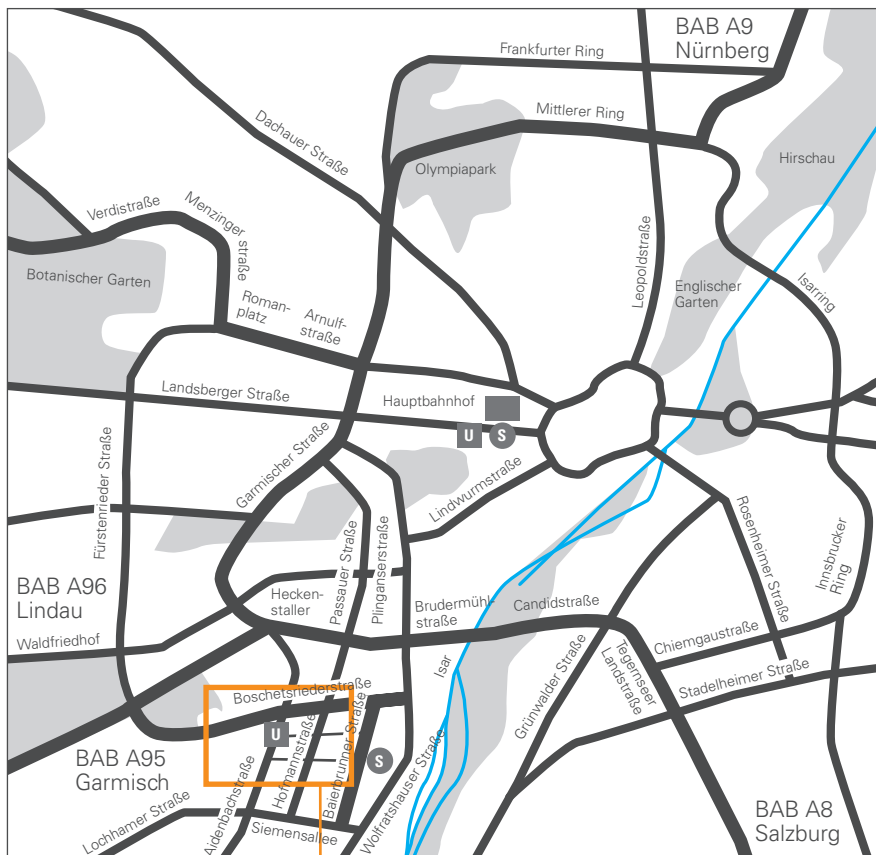 BAB A9
Nürnberg
Frankfurter Ring
Mittlerer Ring
Dachauer Straße
Olympiapark
Hirschau
Verdistraße
Menzinger
straße
Botanischer Garten
Roman-
platz
Arnulf-
straße
Leopoldstraße
Englischer
Garten
Isarring
Landsberger Straße
Hauptbahnhof
U
S
Garmischer Straße
Lindwurmstraße
Fürstenrieder Straße
Passauer Straße
Plinganserstraße
Rosenheimer Straße
Innsbrucker
Ring
BAB A96
Lindau
Hecken-
staller
Brudermühl-
straße
Candidstraße
Waldfriedhof
Chiemgaustraße
Tegernseer
Landstraße
Stadelheimer Straße
Grünwalder Straße
Isar
Boschetsriederstraße
U
S
Hofmannstraße
Baierbrunner Straße
Wolfratshauser Straße
Aidenbachstraße
BAB A95
Garmisch
Lochhamer Straße
Siemensallee
BAB A8
Salzburg